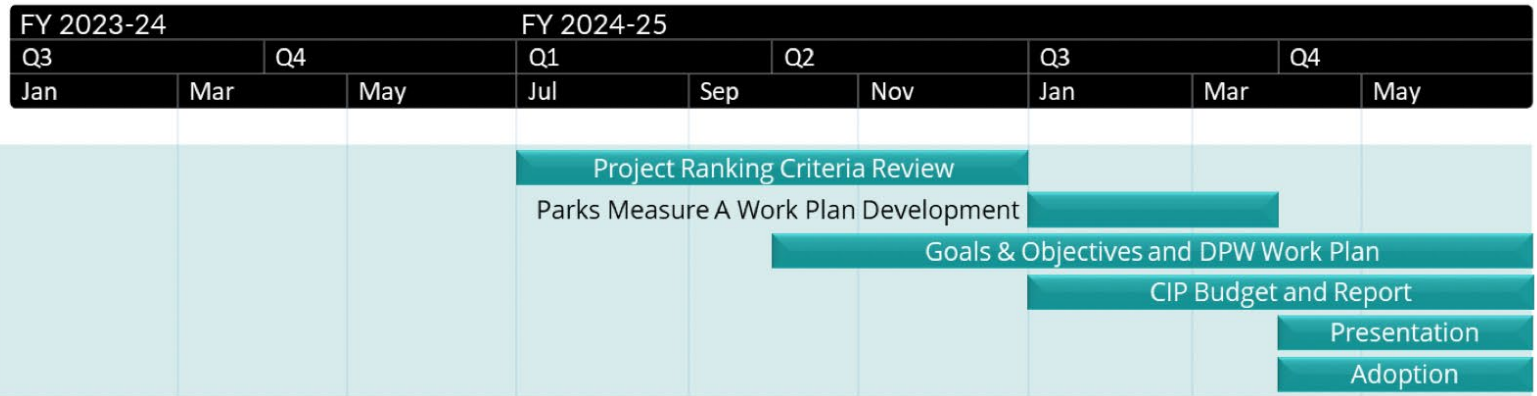 FY 2023-24 FY 2024-25
Q3 Q4 Q1 Q2 Q3 Q4
Jan Mar May Jul Sep Nov Jan Mar May
Project Ranking Criteria Review
Parks Measure A Work Plan Development
Goals & Objectives and DPW Work Plan
CIP Budget and Report
Presentation
Adoption